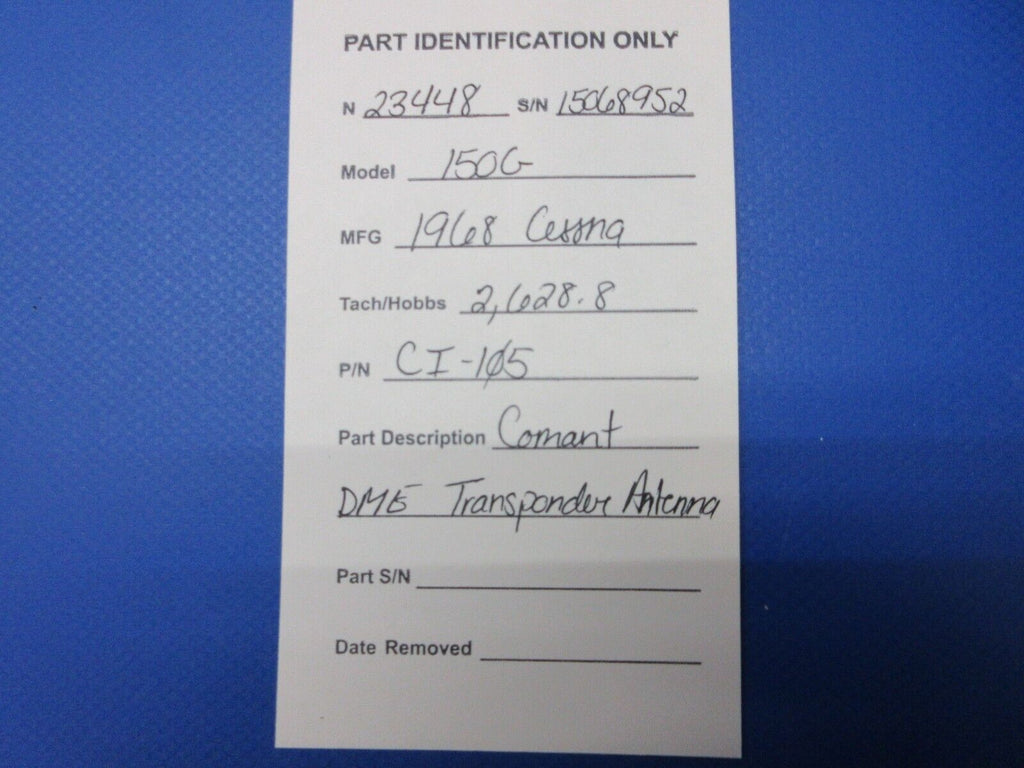 PART IDENTIFICATION ONLY
N 23448 S/N 15068952
Model 150G
MFG 1968 Cessna
Tach/Hobbs 2,628.8
P/N CI-105
Part Description Comant
DME Transponder Antenna
Part S/N
Date Removed